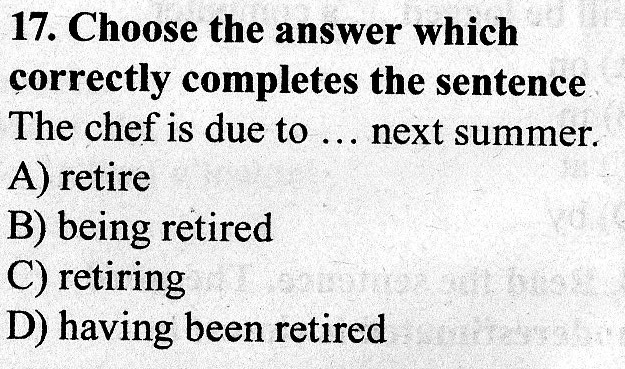 17. Choose the answer which
correctly completes the sentence
The chef is due to … next summer.
A) retire
B) being retired
C) retiring
D) having been retired